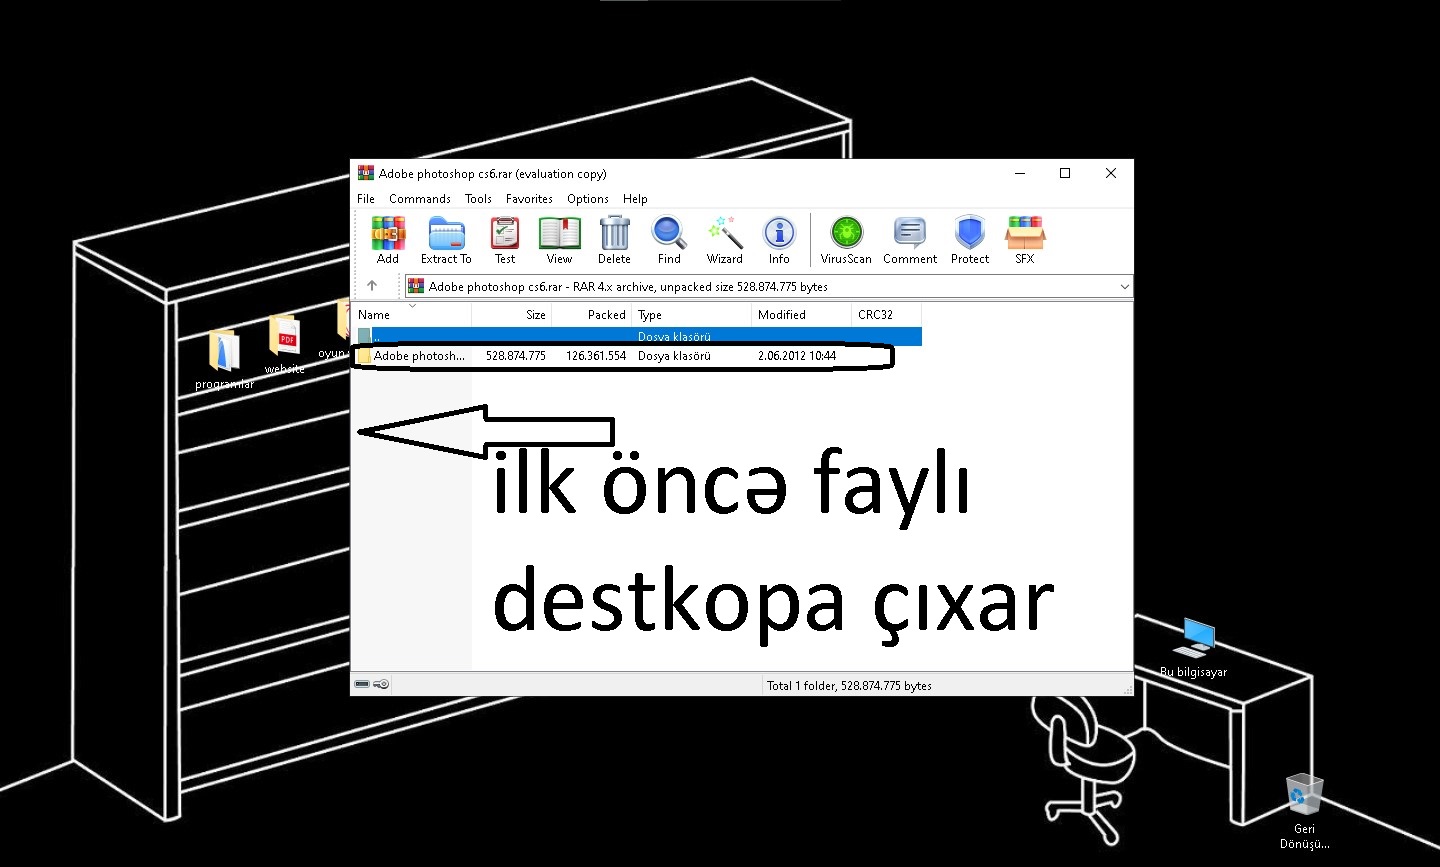 Adobe photoshop cs6.rar (evaluation copy)
File Commands Tools Favorites Options Help
Add Extract To Test View Delete Find Wizard Info VirusScan Comment Protect SFX
Adobe photoshop cs6.rar - RAR 4.x archive, unpacked size 528.874.775 bytes
Name Size Packed Type Modified CRC32
.. Dosya klasörü
Adobe photosh... 528.874.775 126.361.554 Dosya klasörü 2.06.2012 10:44
proqramlar
PDF
website
oyun
ilk öncə faylı
destkopa çıxar
Total 1 folder, 528.874.775 bytes
Bu bilgisayar
Geri
Dönüşü...